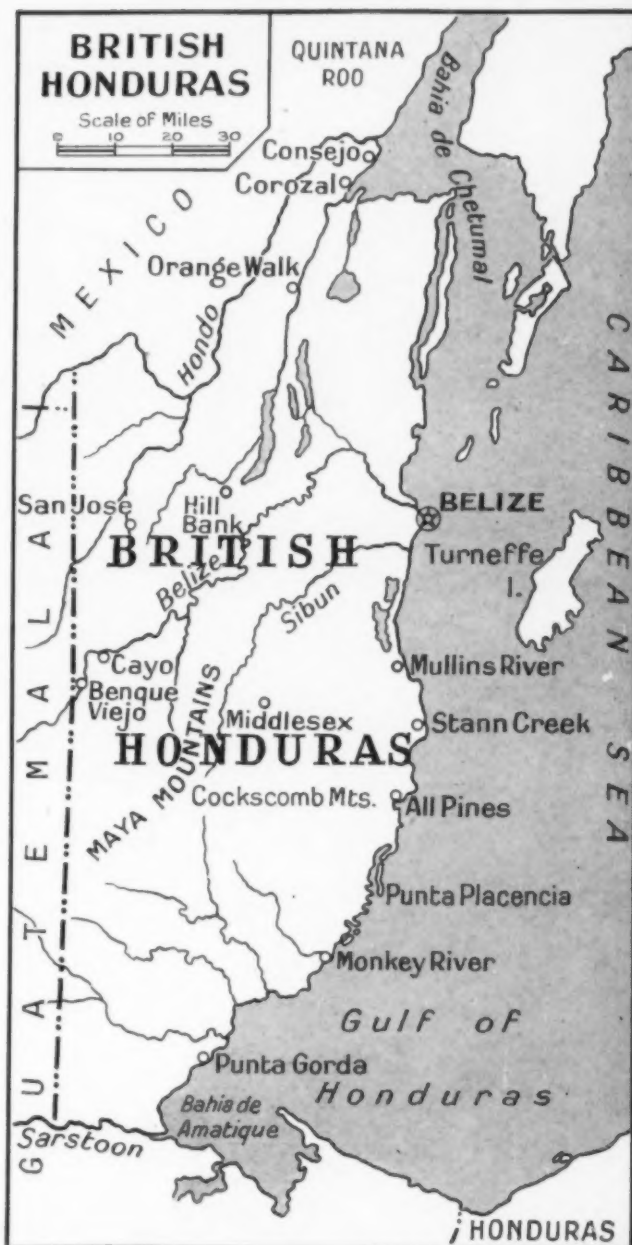 BRITISH
HONDURAS
Scale of Miles
0 10 20 30
QUINTANA
ROO
Bahia de Chetumal
Consejo
Corozal
MEXICO
Orange Walk
Hondo
CARIBBEAN SEA
San Jose
Hill
Bank
BELIZE
BRITISH
Turneffe
I.
Belize
Sibun
GUATEMALA
Cayo
Benque
Viejo
Mullins River
Middlesex
Stann Creek
HONDURAS
MAYA MOUNTAINS
Cockscomb Mts.
All Pines
Punta Placencia
Monkey River
Gulf of
Honduras
Punta Gorda
Bahia de
Amatique
Sarstoon
HONDURAS